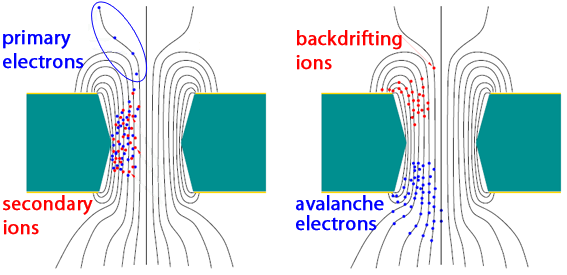 primary
electrons
secondary
ions
backdrifting
ions
avalanche
electrons